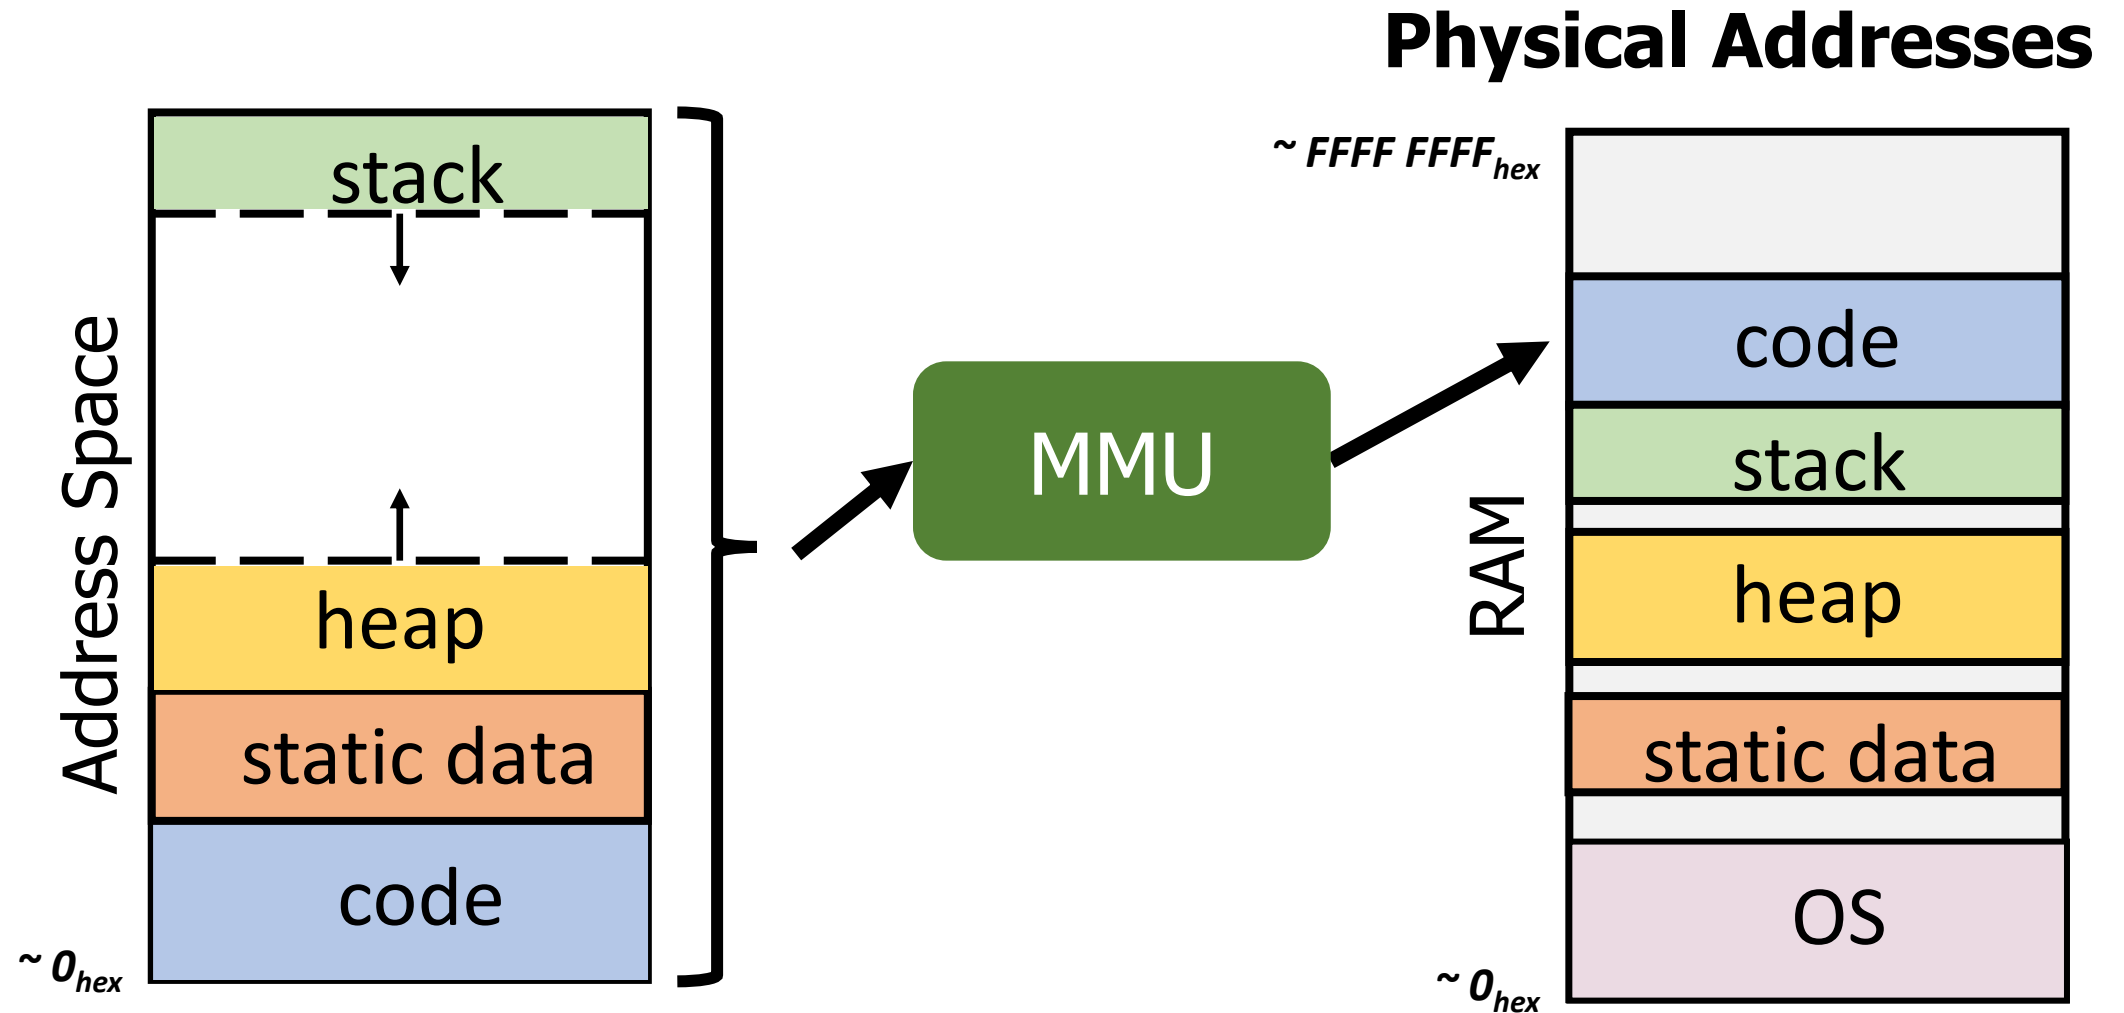 Physical Addresses
Address Space
stack
heap
static data
code
~ 0hex
MMU
~ FFFF FFFFhex
RAM
code
stack
heap
static data
OS
~ 0hex